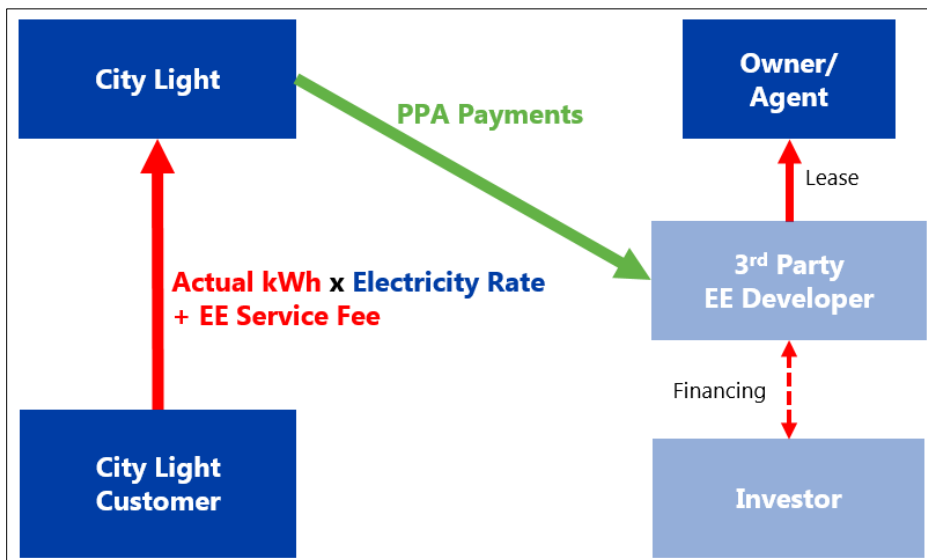 City Light
Owner/
Agent
PPA Payments
Lease
3rd Party
EE Developer
Actual kWh x Electricity Rate
+ EE Service Fee
Financing
City Light
Customer
Investor